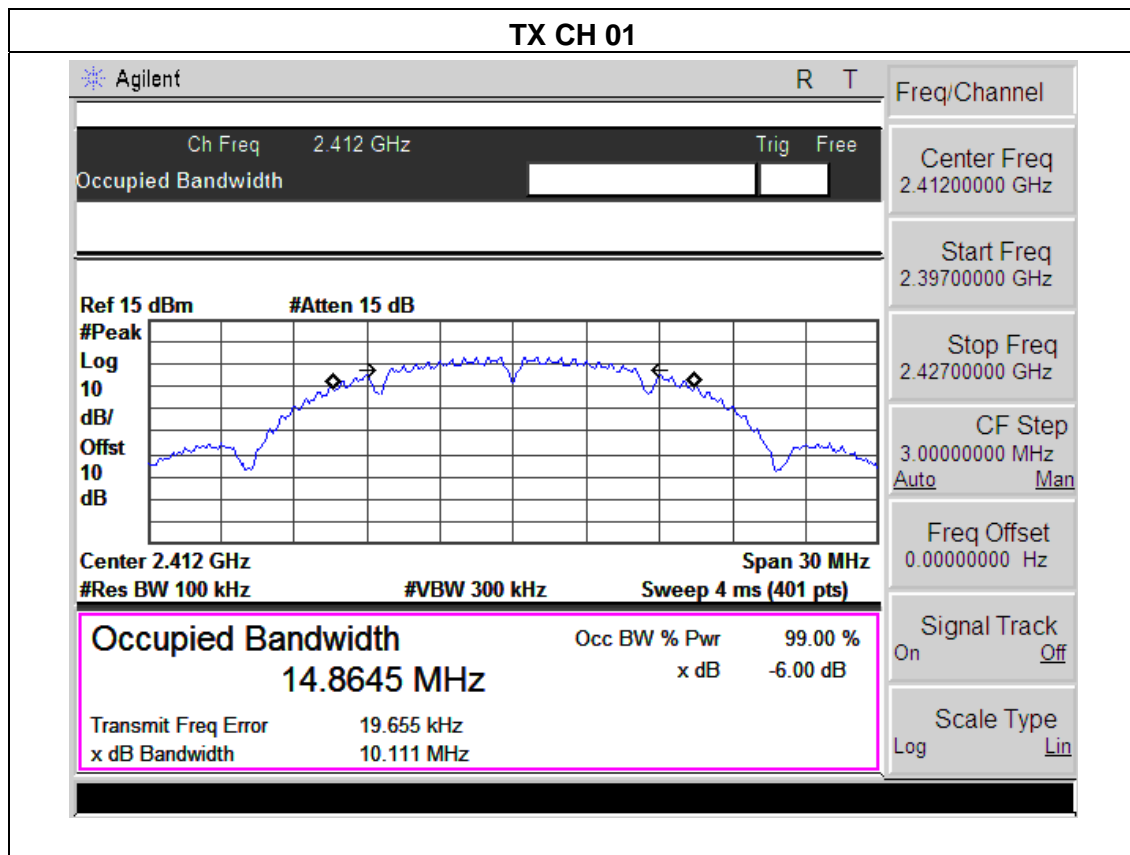 TX CH 01
Agilent
R T
Freq/Channel
Ch Freq 2.412 GHz Trig Free
Occupied Bandwidth
Center Freq
2.41200000 GHz
Start Freq
2.39700000 GHz
Stop Freq
2.42700000 GHz
CF Step
3.00000000 MHz
Auto Man
Freq Offset
0.00000000 Hz
Signal Track
On Off
Scale Type
Log Lin
Ref 15 dBm #Atten 15 dB
#Peak
Log
10
dB/
Offst
10
dB
Center 2.412 GHz Span 30 MHz
#Res BW 100 kHz #VBW 300 kHz Sweep 4 ms (401 pts)
Occupied Bandwidth
14.8645 MHz
Occ BW % Pwr 99.00 %
x dB -6.00 dB
Transmit Freq Error 19.655 kHz
x dB Bandwidth 10.111 MHz